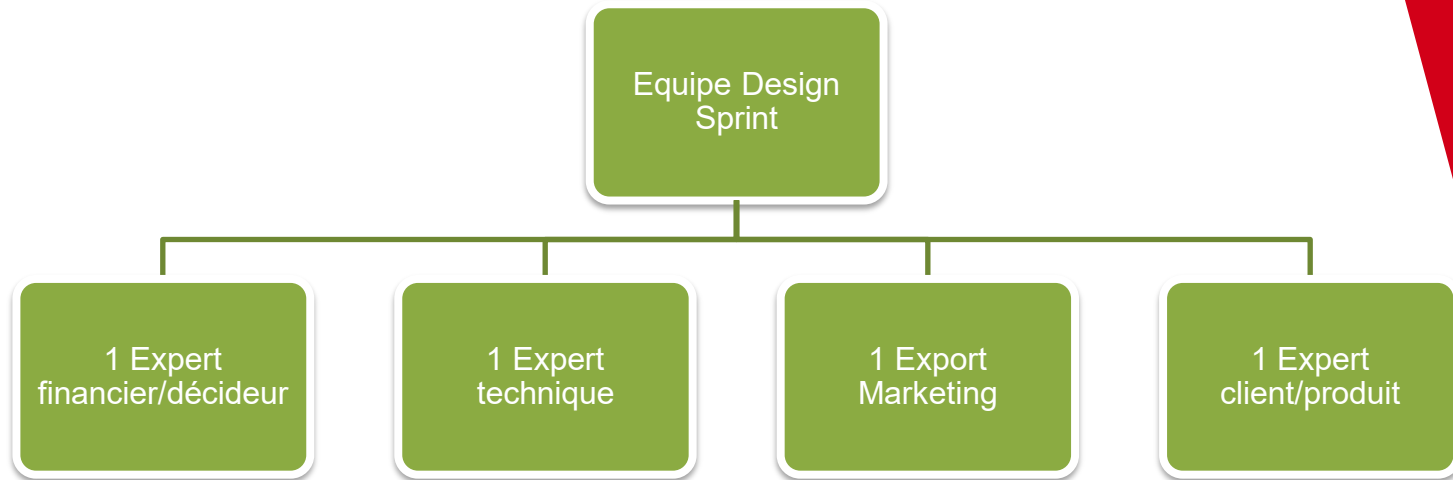 Equipe Design
Sprint
1 Expert
financier/décideur
1 Expert
technique
1 Export
Marketing
1 Expert
client/produit